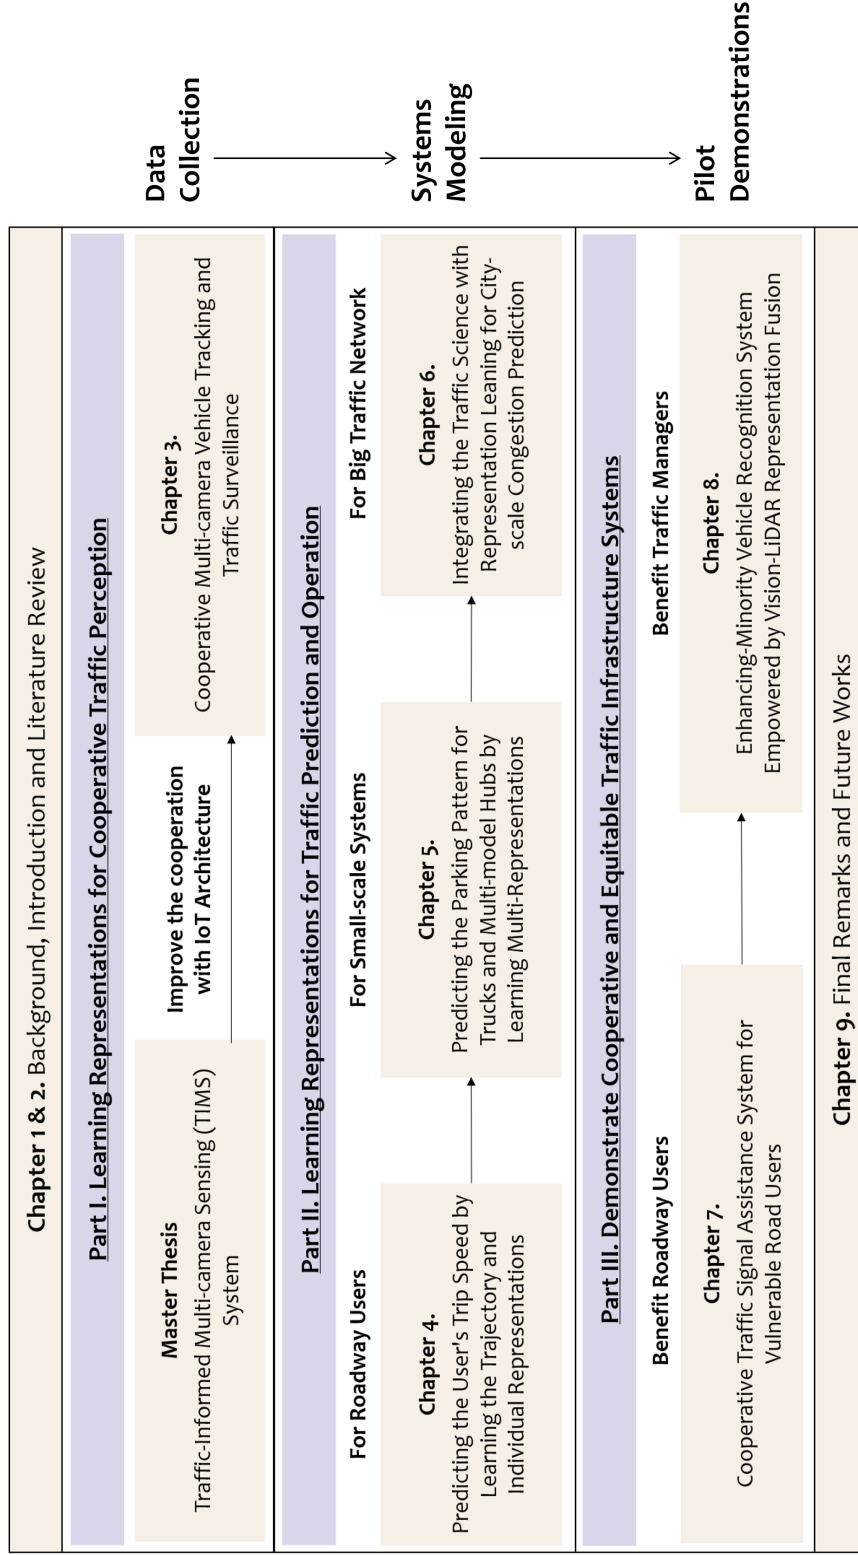 Chapter 1 & 2. Background, Introduction and Literature Review
Part I. Learning Representations for Cooperative Traffic Perception
Master Thesis
Traffic-Informed Multi-camera Sensing (TIMS)
System
Improve the cooperation
with IoT Architecture
Chapter 3.
Cooperative Multi-camera Vehicle Tracking and
Traffic Surveillance
Data
Collection
Part II. Learning Representations for Traffic Prediction and Operation
For Roadway Users
Chapter 4.
Predicting the User's Trip Speed by
Learning the Trajectory and
Individual Representations
For Small-scale Systems
Chapter 5.
Predicting the Parking Pattern for
Trucks and Multi-model Hubs by
Learning Multi-Representations
For Big Traffic Network
Chapter 6.
Integrating the Traffic Science with
Representation Leaning for City-
scale Congestion Prediction
Systems
Modeling
Part III. Demonstrate Cooperative and Equitable Traffic Infrastructure Systems
Benefit Roadway Users
Chapter 7.
Cooperative Traffic Signal Assistance System for
Vulnerable Road Users
Benefit Traffic Managers
Chapter 8.
Enhancing-Minority Vehicle Recognition System
Empowered by Vision-LiDAR Representation Fusion
Pilot
Demonstrations
Chapter 9. Final Remarks and Future Works